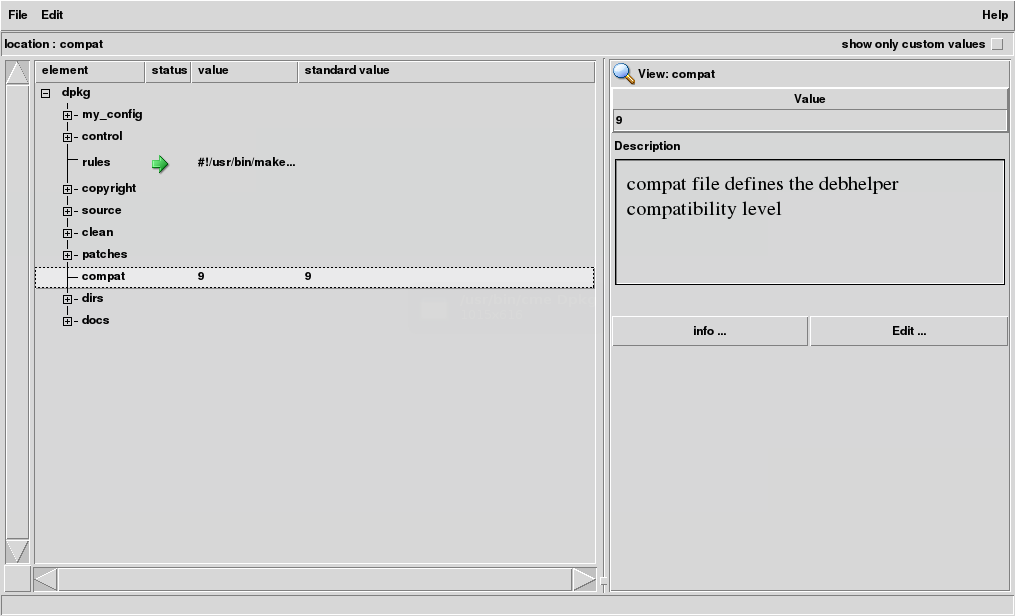 File Edit Help
location : compat show only custom values
element status value standard value
dpkg
my_config
control
rules #!/usr/bin/make...
copyright
source
clean
patches
compat 9 9
dirs
docs
View: compat
Value
9
Description
compat file defines the debhelper
compatibility level
info ... Edit ...